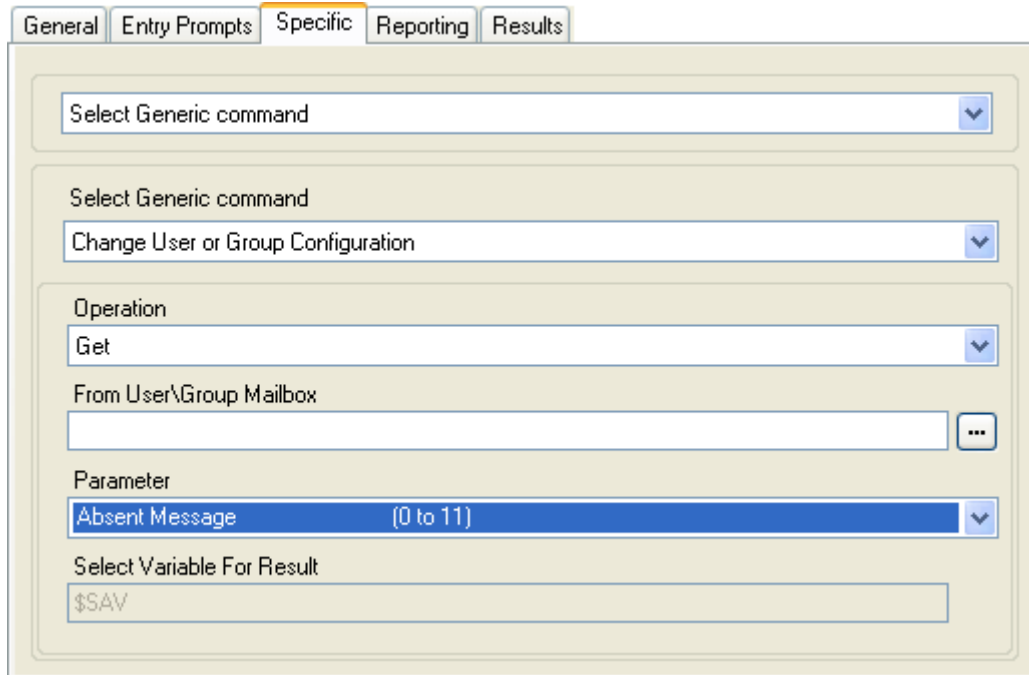 General Entry Prompts Specific Reporting Results
Select Generic command
Select Generic command
Change User or Group Configuration
Operation
Get
From User\Group Mailbox
...
Parameter
Absent Message (0 to 11)
Select Variable For Result
$SAV